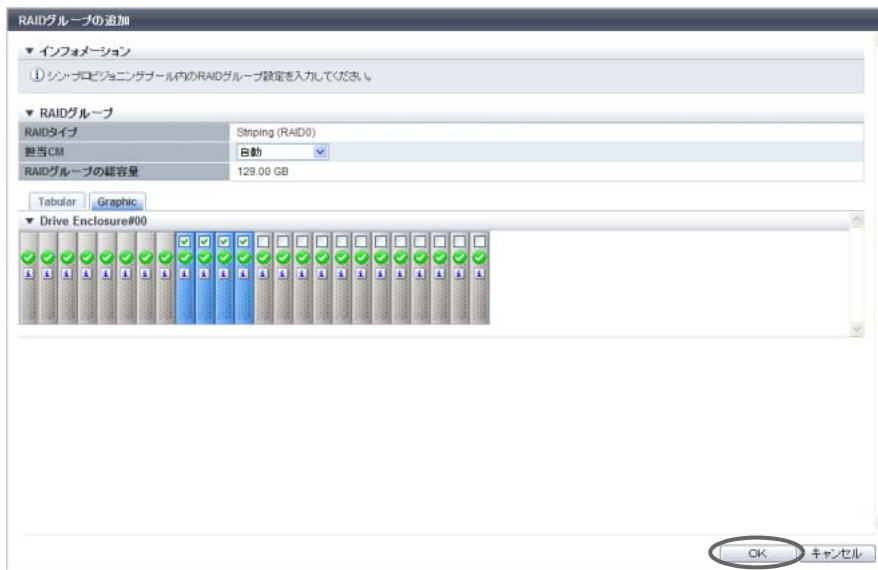 RAIDグループの追加
▼ インフォメーション
シン・プロビジョニングプール内のRAIDグループ設定を入力してください。
▼ RAIDグループ
RAIDタイプ Striping (RAID0)
担当CM 自動
RAIDグループの総容量 129.00 GB
Tabular Graphic
▼ Drive Enclosure#00
OK キャンセル